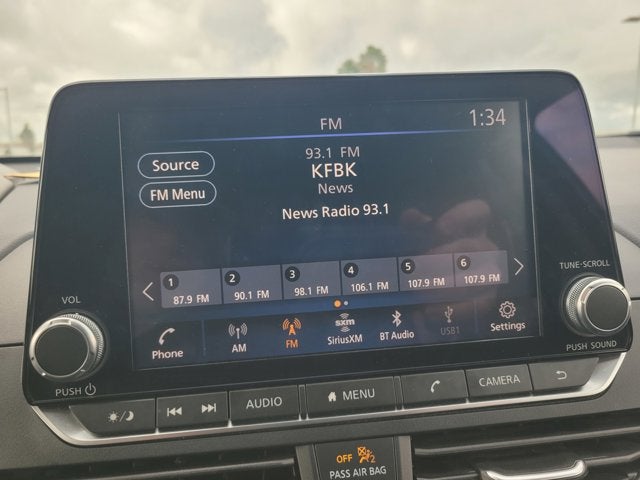 FM 1:34
93.1 FM
Source KFBK
FM Menu News
News Radio 93.1
1 2 3 4 5 6
87.9 FM 90.1 FM 98.1 FM 106.1 FM 107.9 FM 107.9 FM
Phone AM FM SiriusXM BT Audio USB1 Settings
sxm
VOL
TUNE·SCROLL
PUSH
PUSH SOUND
AUDIO MENU CAMERA
OFF 2
PASS AIR BAG